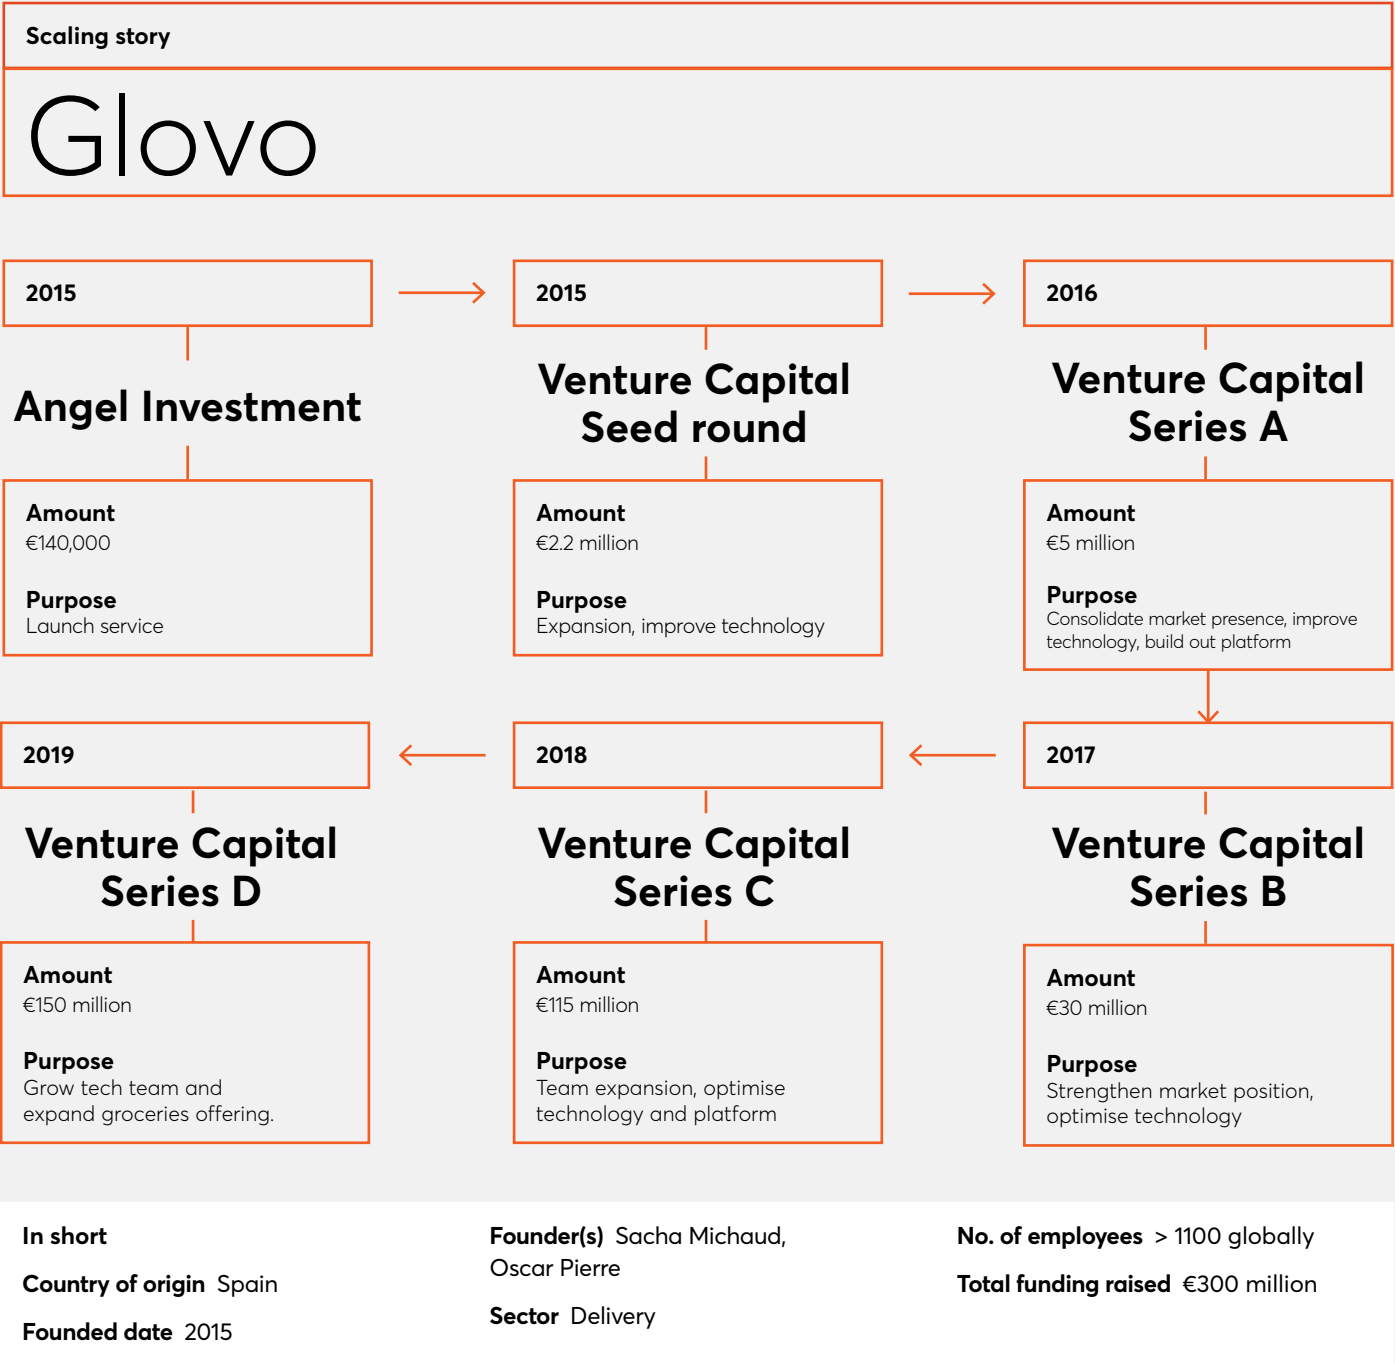 Scaling story
Glovo
2015
Angel Investment
Amount
€140,000
Purpose
Launch service
2015
Venture Capital
Seed round
Amount
€2.2 million
Purpose
Expansion, improve technology
2016
Venture Capital
Series A
Amount
€5 million
Purpose
Consolidate market presence, improve
technology, build out platform
2017
Venture Capital
Series B
Amount
€30 million
Purpose
Strengthen market position,
optimise technology
2018
Venture Capital
Series C
Amount
€115 million
Purpose
Team expansion, optimise
technology and platform
2019
Venture Capital
Series D
Amount
€150 million
Purpose
Grow tech team and
expand groceries offering.
In short
Country of origin Spain
Founded date 2015
Founder(s) Sacha Michaud,
Oscar Pierre
Sector Delivery
No. of employees > 1100 globally
Total funding raised €300 million